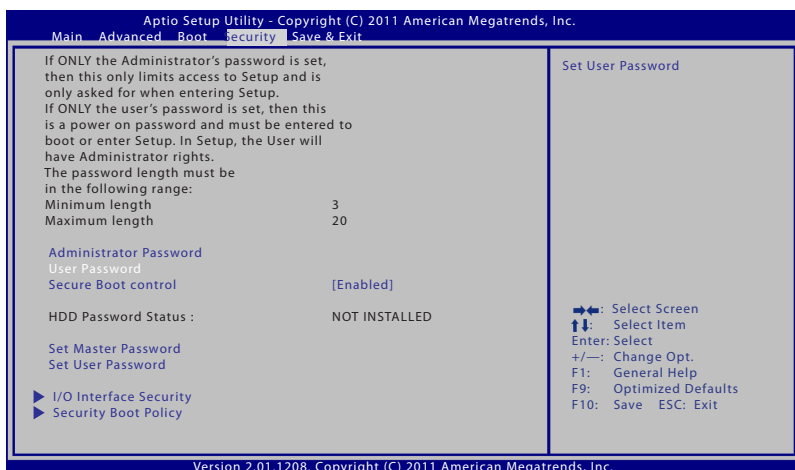 Aptio Setup Utility - Copyright (C) 2011 American Megatrends, Inc.
Main Advanced Boot Security Save & Exit
If ONLY the Administrator's password is set,
then this only limits access to Setup and is
only asked for when entering Setup.
If ONLY the user's password is set, then this
is a power on password and must be entered to
boot or enter Setup. In Setup, the User will
have Administrator rights.
The password length must be
in the following range:
Minimum length 3
Maximum length 20
Administrator Password
User Password
Secure Boot control [Enabled]
HDD Password Status : NOT INSTALLED
Set Master Password
Set User Password
I/O Interface Security
Security Boot Policy
Set User Password
→←: Select Screen
↑↓: Select Item
Enter: Select
+/—: Change Opt.
F1: General Help
F9: Optimized Defaults
F10: Save ESC: Exit
Version 2.01.1208. Copyright (C) 2011 American Megatrends, Inc.